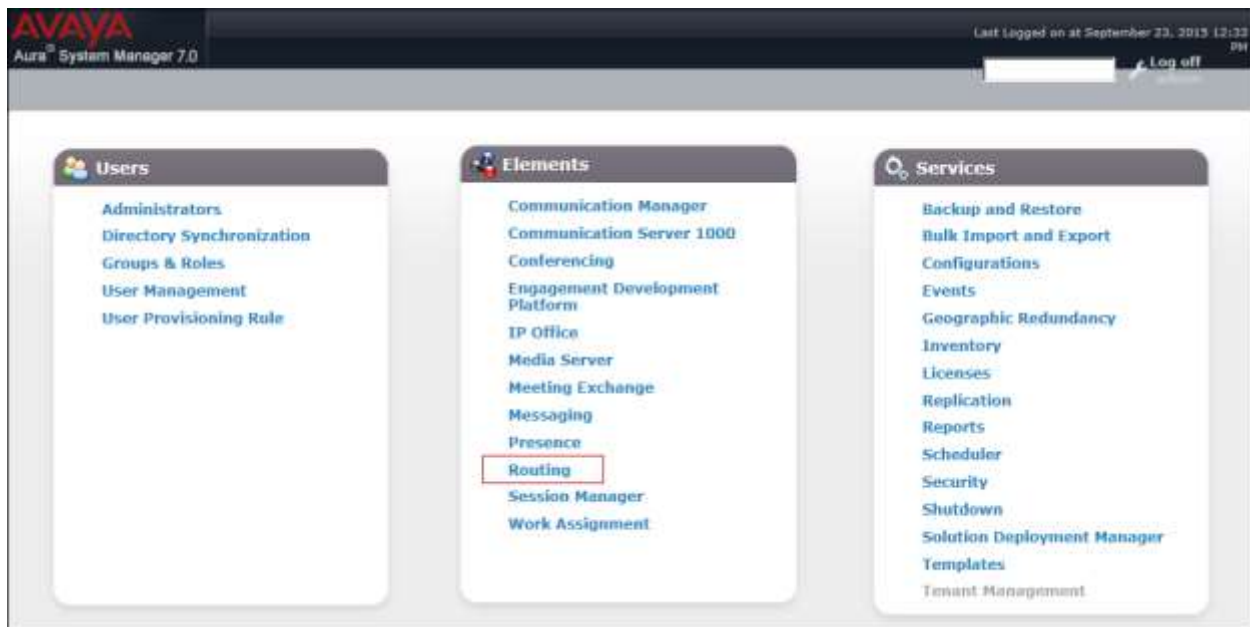 AVAYA
Aura® System Manager 7.0
Last Logged on at September 23, 2015 12:33
PM
Log off
Users
Administrators
Directory Synchronization
Groups & Roles
User Management
User Provisioning Rule
Elements
Communication Manager
Communication Server 1000
Conferencing
Engagement Development
Platform
IP Office
Media Server
Meeting Exchange
Messaging
Presence
Routing
Session Manager
Work Assignment
Services
Backup and Restore
Bulk Import and Export
Configurations
Events
Geographic Redundancy
Inventory
Licenses
Replication
Reports
Scheduler
Security
Shutdown
Solution Deployment Manager
Templates
Tenant Management